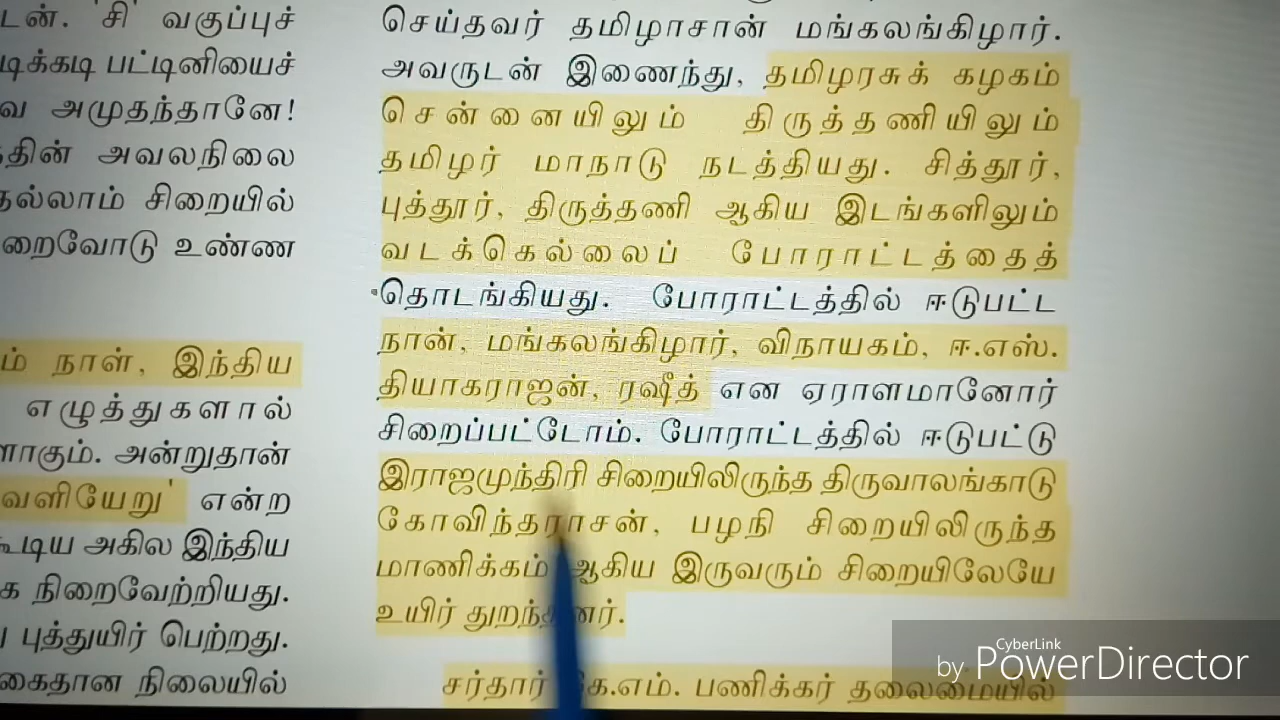 டன். 'சி' வகுப்புச்
டிக்கடி பட்டினியைச்
வ அமுதந்தானே!
தின் அவலநிலை
தல்லாம் சிறையில்
றைவோடு உண்ண
ம் நாள், இந்திய
எழுத்துகளால்
ளாகும். அன்றுதான்
வளியேறு' என்ற
கூடிய அகில இந்திய
க நிறைவேற்றியது.
புத்துயிர் பெற்றது.
கைதான நிலையில்
செய்தவர் தமிழாசான் மங்கலங்கிழார்.
அவருடன் இணைந்து, தமிழரசுக் கழகம்
சென்னையிலும் திருத்தணியிலும்
தமிழர் மாநாடு நடத்தியது. சித்தூர்,
புத்தூர், திருத்தணி ஆகிய இடங்களிலும்
வடக்கெல்லைப் போராட்டத்தைத்
தொடங்கியது. போராட்டத்தில் ஈடுபட்ட
நான், மங்கலங்கிழார், விநாயகம், ஈ.எஸ்.
தியாகராஜன், ரஷீத் என ஏராளமானோர்
சிறைப்பட்டோம். போராட்டத்தில் ஈடுபட்டு
இராஜமுந்திரி சிறையிலிருந்த திருவாலங்காடு
கோவிந்தராசன், பழநி சிறையிலிருந்த
மாணிக்கம் ஆகிய இருவரும் சிறையிலேயே
உயிர் துறந்தனர்.
சர்தார் கே.எம். பணிக்கர் தலைமையில்
CyberLink
by PowerDirector